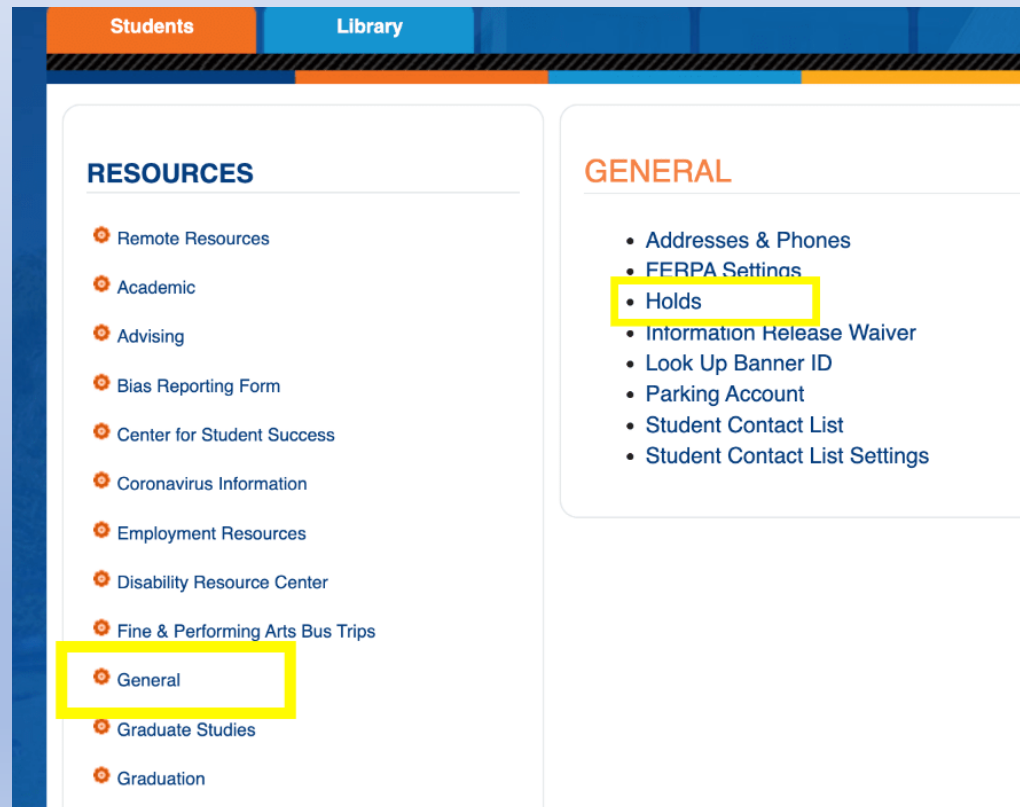 Students
Library
RESOURCES
Remote Resources
Academic
Advising
Bias Reporting Form
Center for Student Success
Coronavirus Information
Employment Resources
Disability Resource Center
Fine & Performing Arts Bus Trips
General
Graduate Studies
Graduation
GENERAL
Addresses & Phones
FERPA Settings
Holds
Information Release Waiver
Look Up Banner ID
Parking Account
Student Contact List
Student Contact List Settings